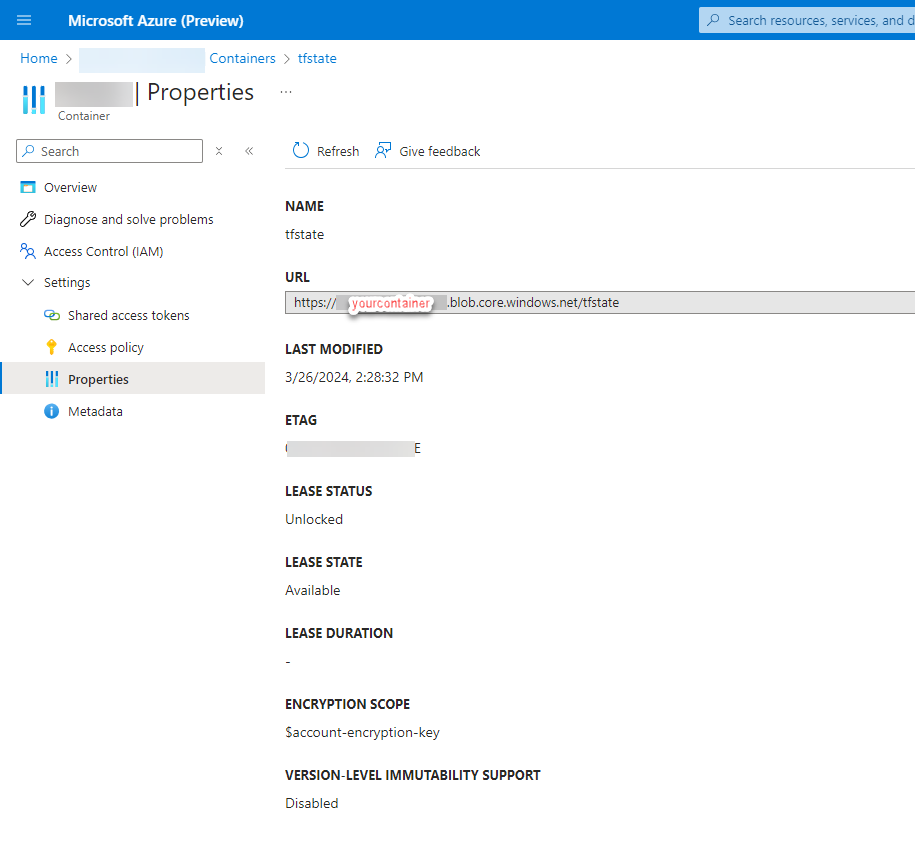 Microsoft Azure (Preview)
Search resources, services, and d
Home > Containers > tfstate
| Properties ...
Container
Search
Refresh
Give feedback
Overview
Diagnose and solve problems
Access Control (IAM)
Settings
Shared access tokens
Access policy
Properties
Metadata
NAME
tfstate
URL
https:// yourcontainer .blob.core.windows.net/tfstate
LAST MODIFIED
3/26/2024, 2:28:32 PM
ETAG
E
LEASE STATUS
Unlocked
LEASE STATE
Available
LEASE DURATION
-
ENCRYPTION SCOPE
$account-encryption-key
VERSION-LEVEL IMMUTABILITY SUPPORT
Disabled